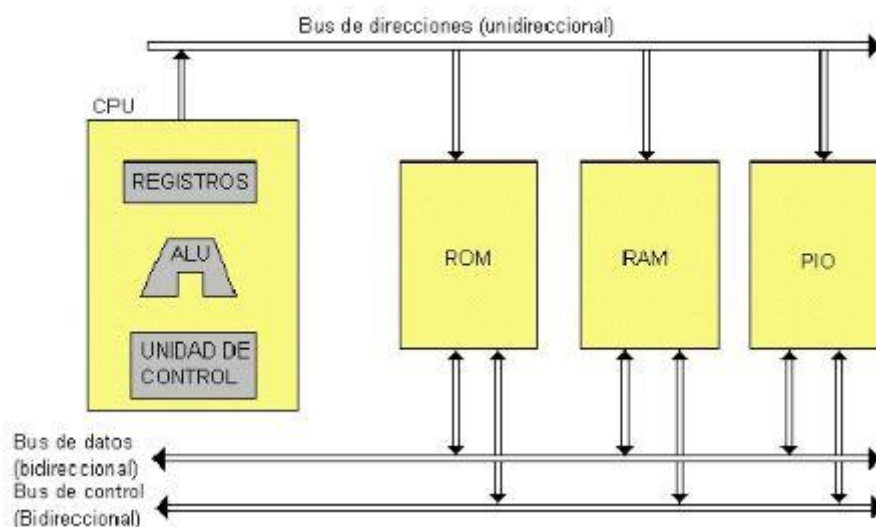 Bus de direcciones (unidireccional)
CPU
REGISTROS
ALU
UNIDAD DE
CONTROL
ROM
RAM
PIO
Bus de datos
(bidireccional)
Bus de control
(Bidireccional)